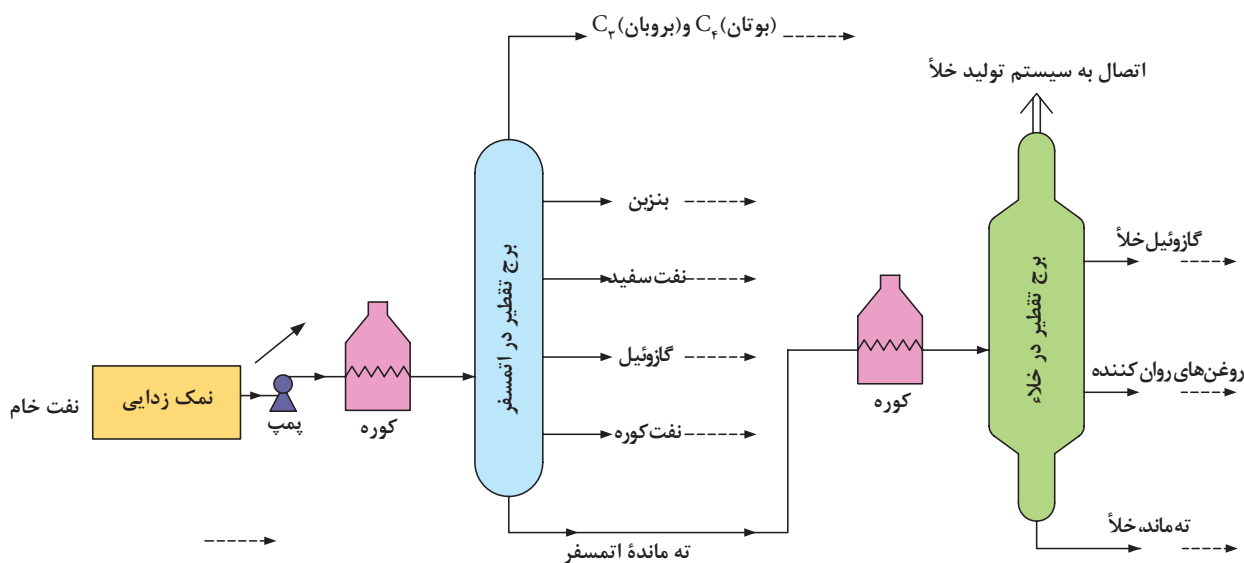 C₃(بروبان) و C₄(بوتان)
اتصال به سیستم تولید خلأ
نفت خام
نمک زدایی
پمپ
کوره
برج تقطیر در اتمسفر
بنزین
نفت سفید
گازوئیل
نفت کوره
ته ماندهٔ اتمسفر
کوره
برج تقطیر در خلاء
گازوئیل خلأ
روغن‌های روان کننده
ته ماند، خلأ